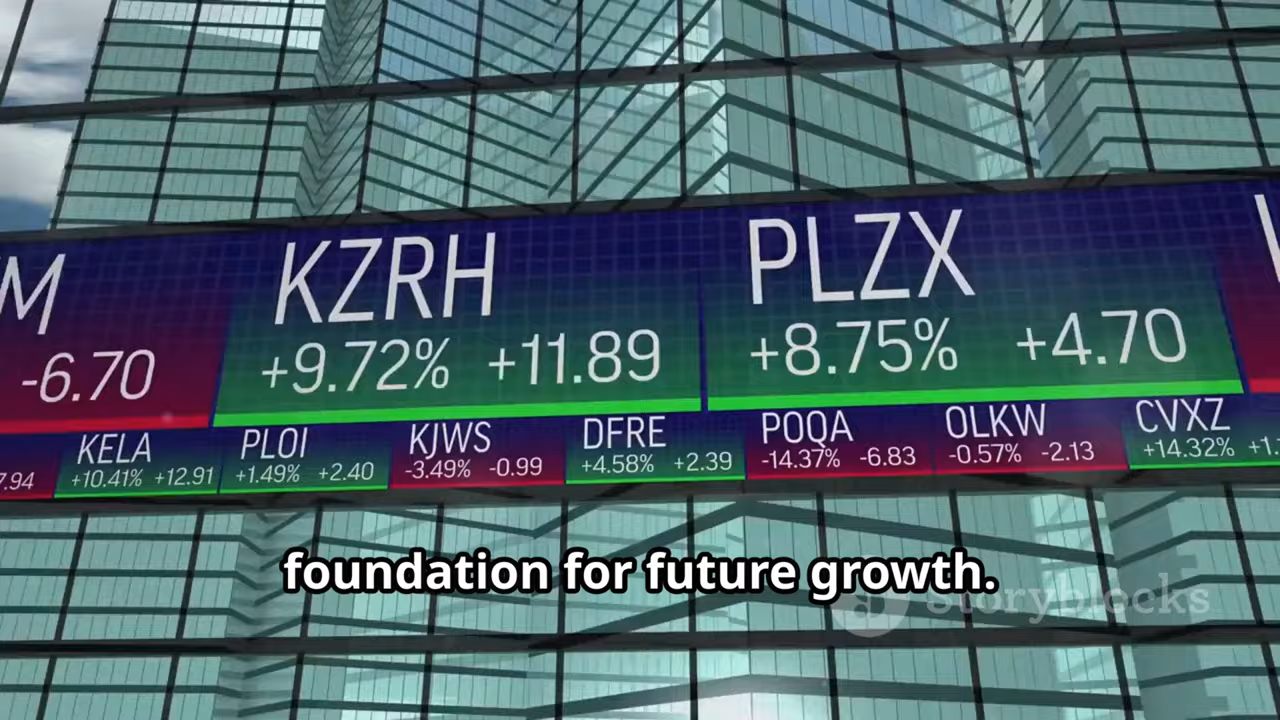 KZRH
PLZX
-6.70
+9.72% +11.89
+8.75% +4.70
KELA
PLOI
KJWS
DFRE
POQA
OLKW
CVXZ
7.94
+10.41% +12.91
+1.49% +2.40
-3.49% -0.99
+4.58% +2.39
-14.37% -6.83
-0.57% -2.13
+14.32%
foundation for future growth.
Storyblocks